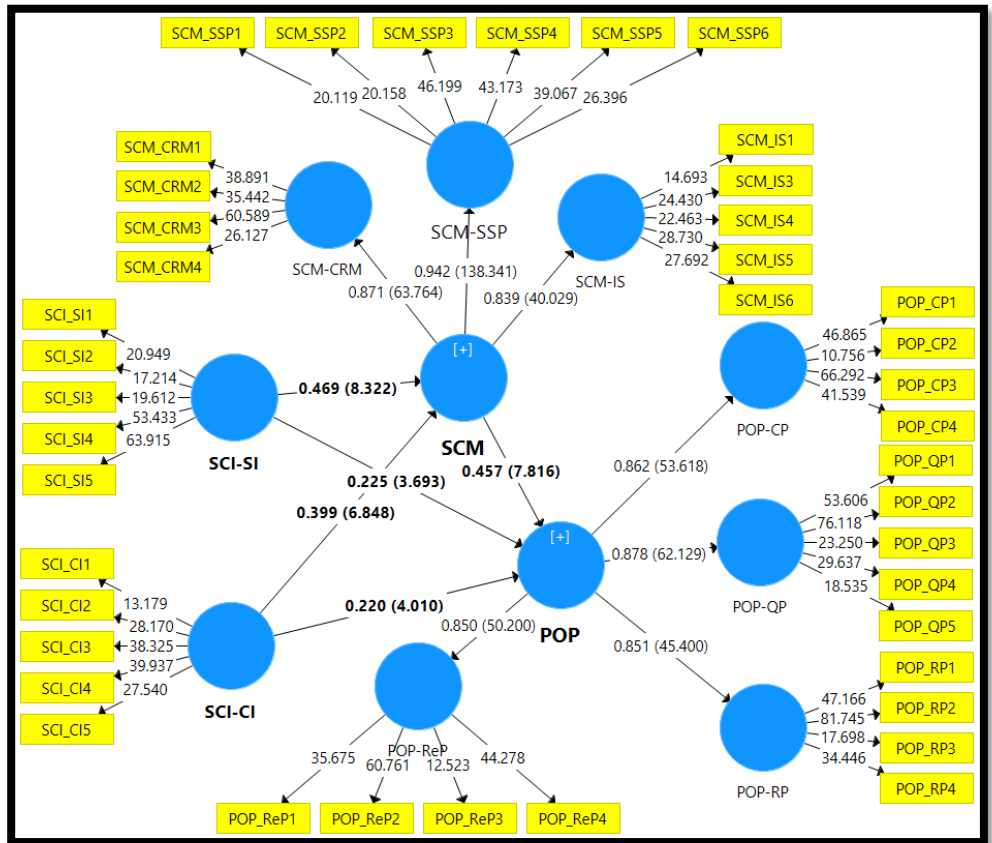 SCM_SSP1 SCM_SSP2 SCM_SSP3 SCM_SSP4 SCM_SSP5 SCM_SSP6
20.119 20.158 46.199 43.173 39.067 26.396
SCM-SSP
SCM_CRM1
SCM_CRM2
SCM_CRM3
SCM_CRM4
38.891
35.442
60.589
26.127
SCM-CRM
SCM_IS1
SCM_IS3
SCM_IS4
SCM_IS5
SCM_IS6
14.693
24.430
22.463
28.730
27.692
SCM-IS
0.871 (63.764)
0.942 (138.341)
0.839 (40.029)
[+]
SCM
SCI_SI1
SCI_SI2
SCI_SI3
SCI_SI4
SCI_SI5
20.949
17.214
19.612
53.433
63.915
SCI-SI
0.469 (8.322)
0.225 (3.693)
0.457 (7.816)
0.399 (6.848)
0.220 (4.010)
SCI_CI1
SCI_CI2
SCI_CI3
SCI_CI4
SCI_CI5
13.179
28.170
38.325
39.937
27.540
SCI-CI
[+]
POP
0.862 (53.618)
0.878 (62.129)
0.851 (45.400)
0.850 (50.200)
POP_CP1
POP_CP2
POP_CP3
POP_CP4
46.865
10.756
66.292
41.539
POP-CP
POP_QP1
POP_QP2
POP_QP3
POP_QP4
POP_QP5
53.606
76.118
23.250
29.637
18.535
POP-QP
POP_RP1
POP_RP2
POP_RP3
POP_RP4
47.166
81.745
17.698
34.446
POP-RP
POP-ReP
35.675 60.761 12.523 44.278
POP_ReP1 POP_ReP2 POP_ReP3 POP_ReP4